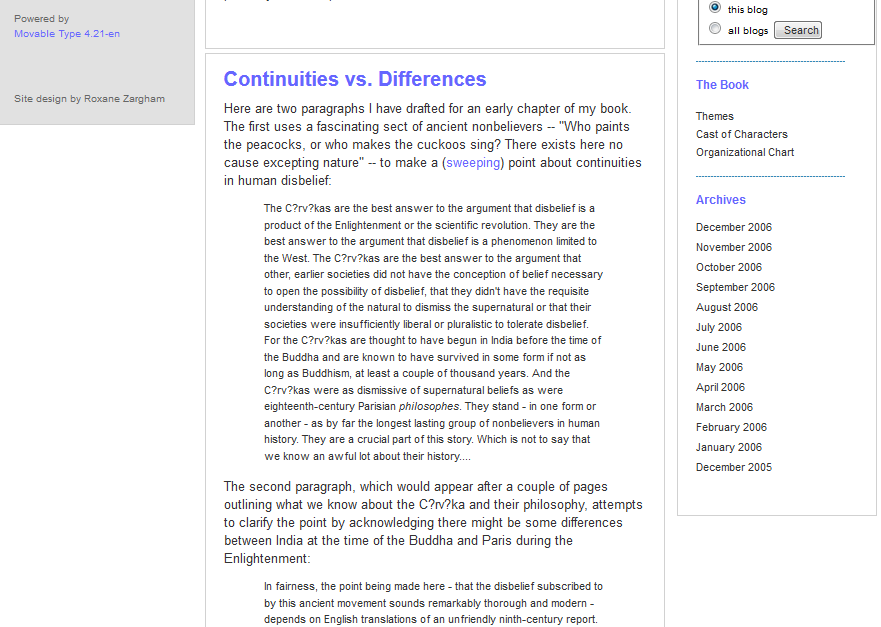 Powered by
Movable Type 4.21-en
Site design by Roxane Zargham
Continuities vs. Differences
Here are two paragraphs I have drafted for an early chapter of my book.
The first uses a fascinating sect of ancient nonbelievers -- "Who paints
the peacocks, or who makes the cuckoos sing? There exists here no
cause excepting nature" -- to make a (sweeping) point about continuities
in human disbelief:
The C?rv?kas are the best answer to the argument that disbelief is a
product of the Enlightenment or the scientific revolution. They are the
best answer to the argument that disbelief is a phenomenon limited to
the West. The C?rv?kas are the best answer to the argument that
other, earlier societies did not have the conception of belief necessary
to open the possibility of disbelief, that they didn't have the requisite
understanding of the natural to dismiss the supernatural or that their
societies were insufficiently liberal or pluralistic to tolerate disbelief.
For the C?rv?kas are thought to have begun in India before the time of
the Buddha and are known to have survived in some form if not as
long as Buddhism, at least a couple of thousand years. And the
C?rv?kas were as dismissive of supernatural beliefs as were
eighteenth-century Parisian philosophes. They stand - in one form or
another - as by far the longest lasting group of nonbelievers in human
history. They are a crucial part of this story. Which is not to say that
we know an awful lot about their history....
The second paragraph, which would appear after a couple of pages
outlining what we know about the C?rv?ka and their philosophy, attempts
to clarify the point by acknowledging there might be some differences
between India at the time of the Buddha and Paris during the
Enlightenment:
In fairness, the point being made here - that the disbelief subscribed to
by this ancient movement sounds remarkably thorough and modern -
depends on English translations of an unfriendly ninth-century report.
this blog
all blogs Search
The Book
Themes
Cast of Characters
Organizational Chart
Archives
December 2006
November 2006
October 2006
September 2006
August 2006
July 2006
June 2006
May 2006
April 2006
March 2006
February 2006
January 2006
December 2005